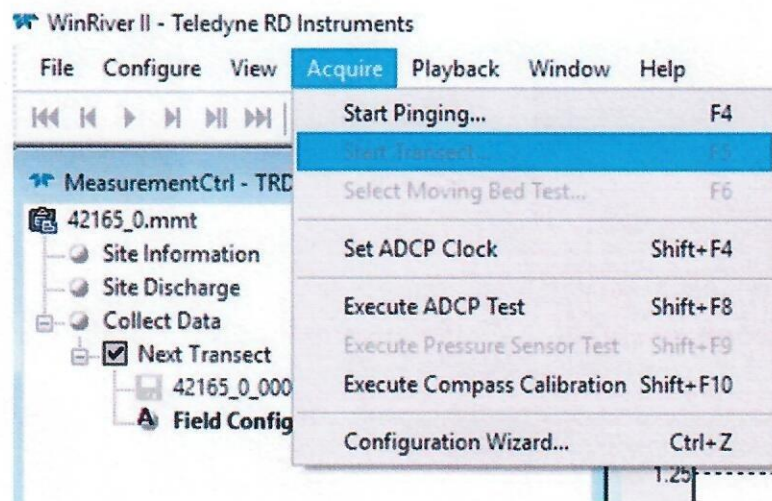 WinRiver II - Teledyne RD Instruments
File Configure View Acquire Playback Window Help
Start Pinging... F4
Start Transect... F5
MeasurementCtrl - TRD
Select Moving Bed Test... F6
42165_0.mmt
Site Information
Set ADCP Clock Shift+F4
Site Discharge
Collect Data
Execute ADCP Test Shift+F8
Next Transect
Execute Pressure Sensor Test Shift+F9
42165_0_000
Execute Compass Calibration Shift+F10
Field Config
Configuration Wizard... Ctrl+Z
1.25